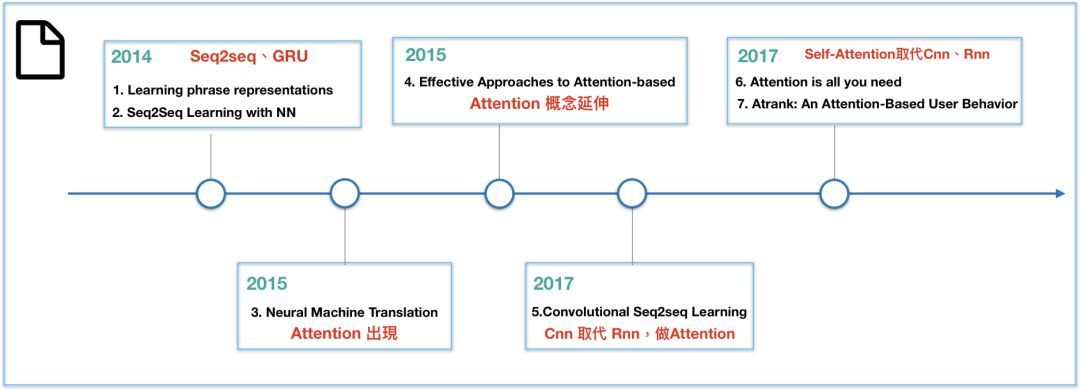 2014 Seq2seq、GRU
1. Learning phrase representations
2. Seq2Seq Learning with NN
2015
3. Neural Machine Translation
Attention 出現
2015
4. Effective Approaches to Attention-based
Attention 概念延伸
2017
5.Convolutional Seq2seq Learning
Cnn 取代 Rnn，做Attention
2017 Self-Attention取代Cnn、Rnn
6. Attention is all you need
7. Atrank: An Attention-Based User Behavior